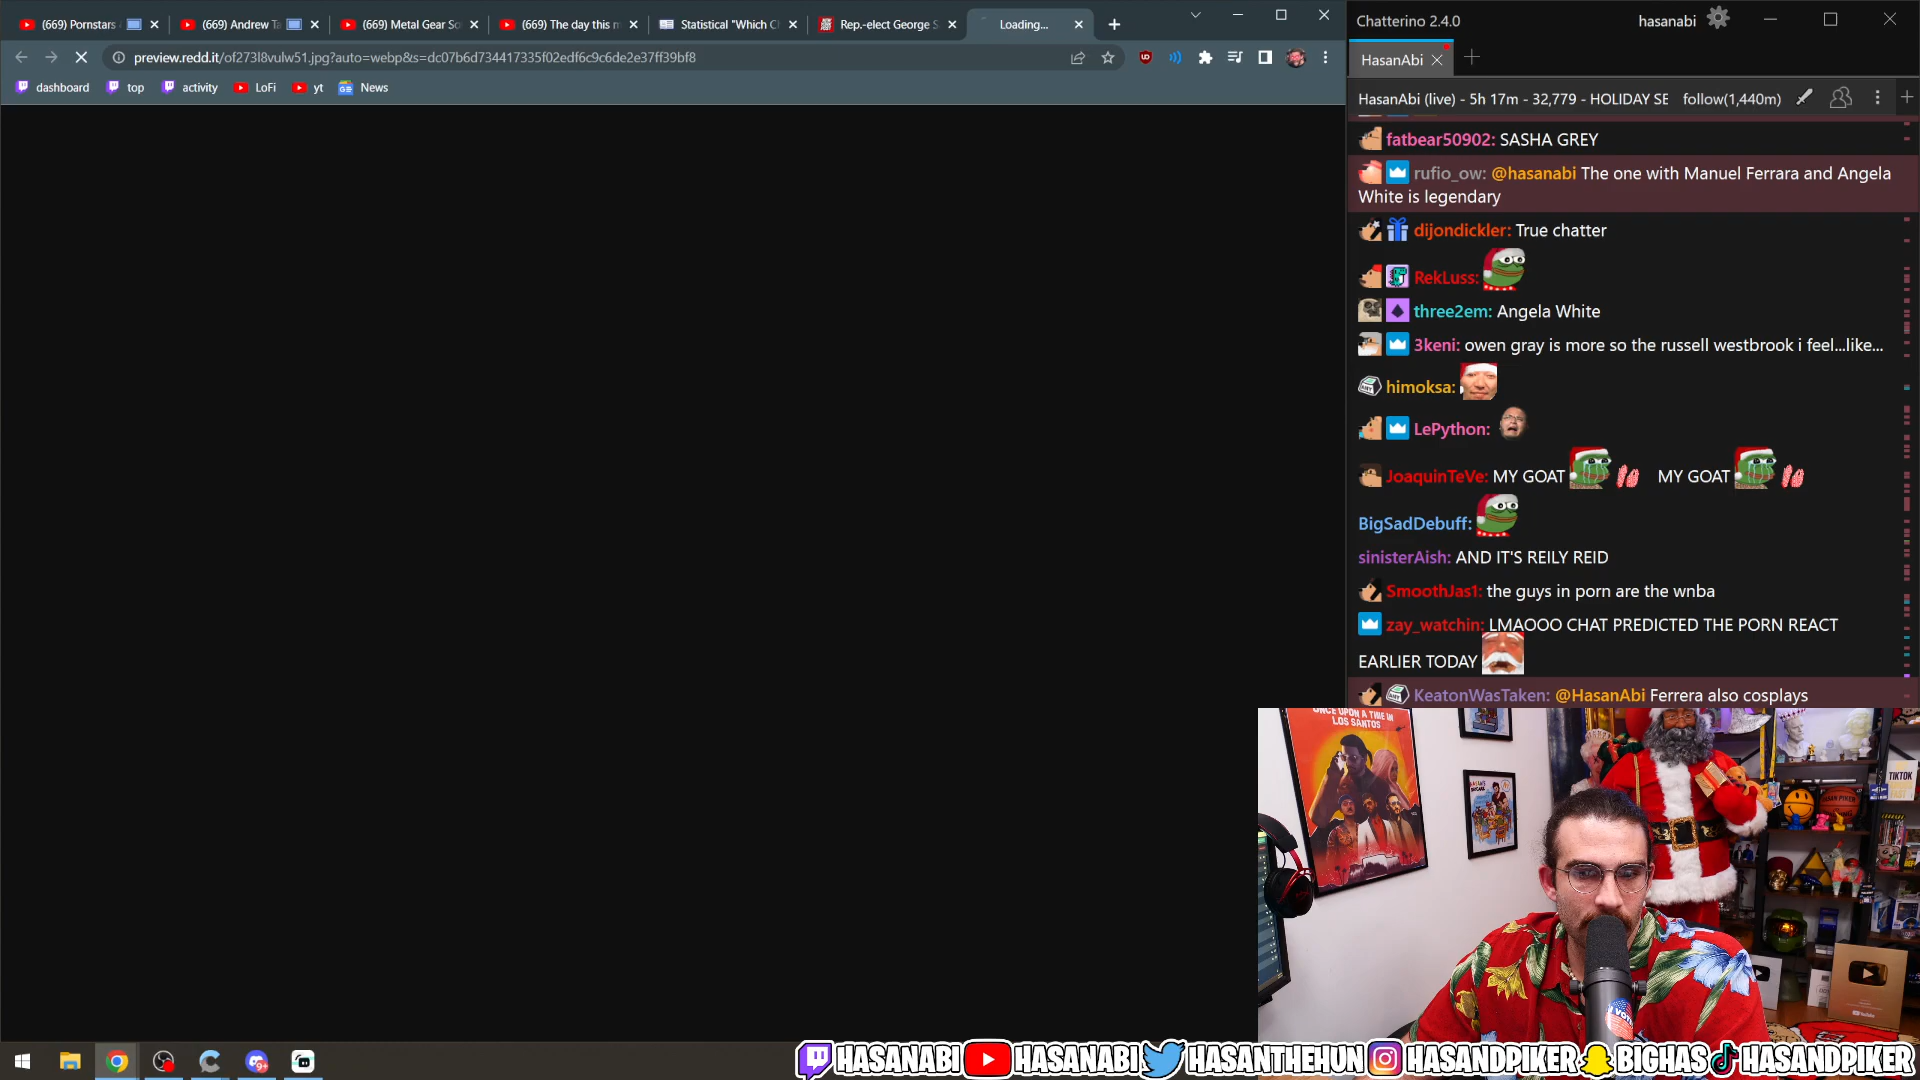 (669) Pornstars
(669) Andrew Ta
(669) Metal Gear So
(669) The day this m
Statistical "Which Ch
Rep.-elect George S
Loading...
preview.redd.it/of273l8vulw51.jpg?auto=webp&s=dc07b6d734417335f02edf6c9c6de2e37ff39bf8
dashboard
top
activity
LoFi
yt
News
Chatterino 2.4.0
hasanabi
HasanAbi
HasanAbi (live) - 5h 17m - 32,779 - HOLIDAY SE
follow(1,440m)
fatbear50902: SASHA GREY
rufio_ow: @hasanabi The one with Manuel Ferrara and Angela
White is legendary
dijondickler: True chatter
RekLuss:
three2em: Angela White
3keni: owen gray is more so the russell westbrook i feel...like...
himoksa:
LePython:
JoaquinTeVe: MY GOAT MY GOAT
BigSadDebuff:
sinisterAish: AND IT'S REILY REID
SmoothJas1: the guys in porn are the wnba
zay_watchin: LMAOOO CHAT PREDICTED THE PORN REACT
EARLIER TODAY
KeatonWasTaken: @HasanAbi Ferrera also cosplays
ONCE UPON A TIME IN
LOS SANTOS
TIKTOK
HASANABI
HASANABI
HASANTHEHUN
HASANDPIKER
BIGHAS
HASANDPIKER